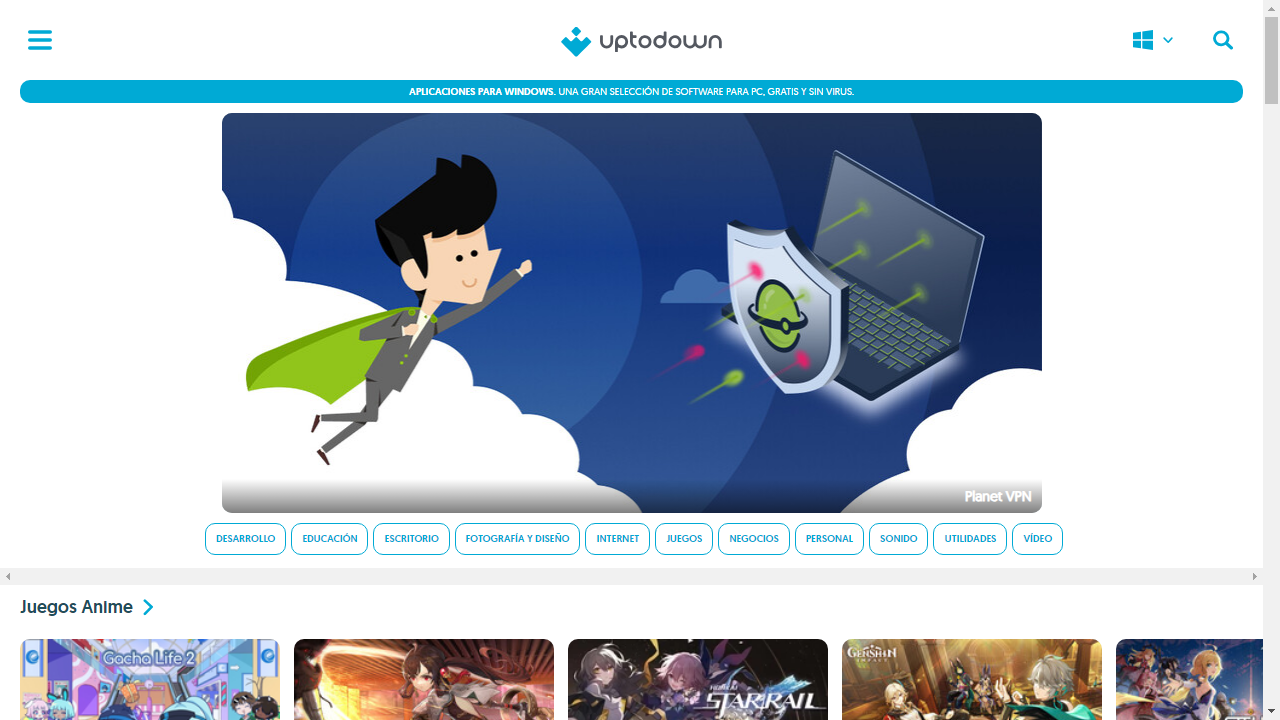 uptodown
APLICACIONES PARA WINDOWS. UNA GRAN SELECCIÓN DE SOFTWARE PARA PC, GRATIS Y SIN VIRUS.
Planet VPN
DESARROLLO EDUCACIÓN ESCRITORIO FOTOGRAFÍA Y DISEÑO INTERNET JUEGOS NEGOCIOS PERSONAL SONIDO UTILIDADES VÍDEO
Juegos Anime
Gacha Life 2
HONKAI
STAR RAIL
GENSHIN
IMPACT